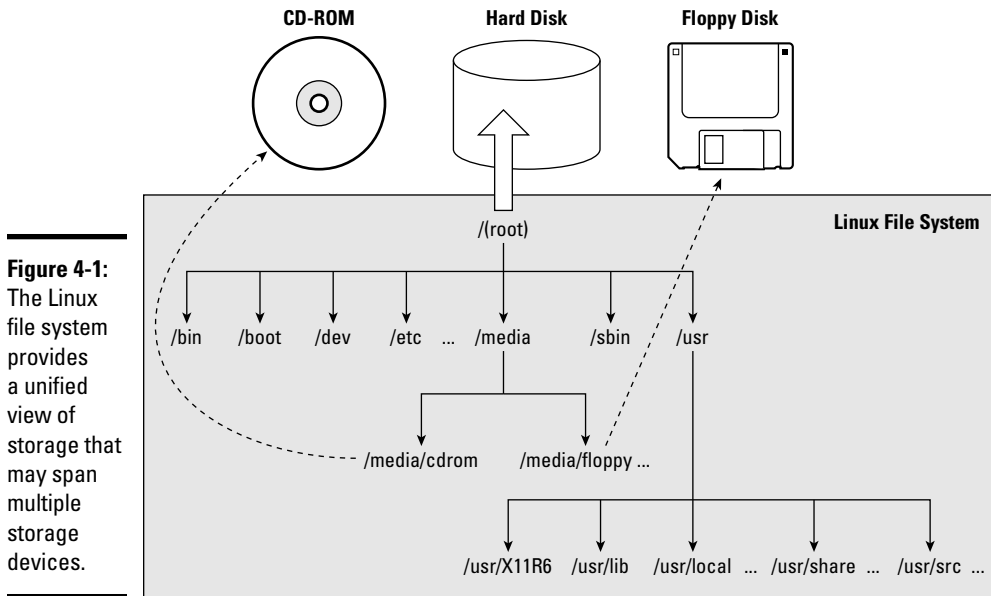 CD-ROM Hard Disk Floppy Disk
Linux File System
/(root)
/bin /boot /dev /etc ... /media /sbin /usr
/media/cdrom /media/floppy ...
/usr/X11R6 /usr/lib /usr/local ... /usr/share ... /usr/src ...
Figure 4-1:
The Linux
file system
provides
a unified
view of
storage that
may span
multiple
storage
devices.